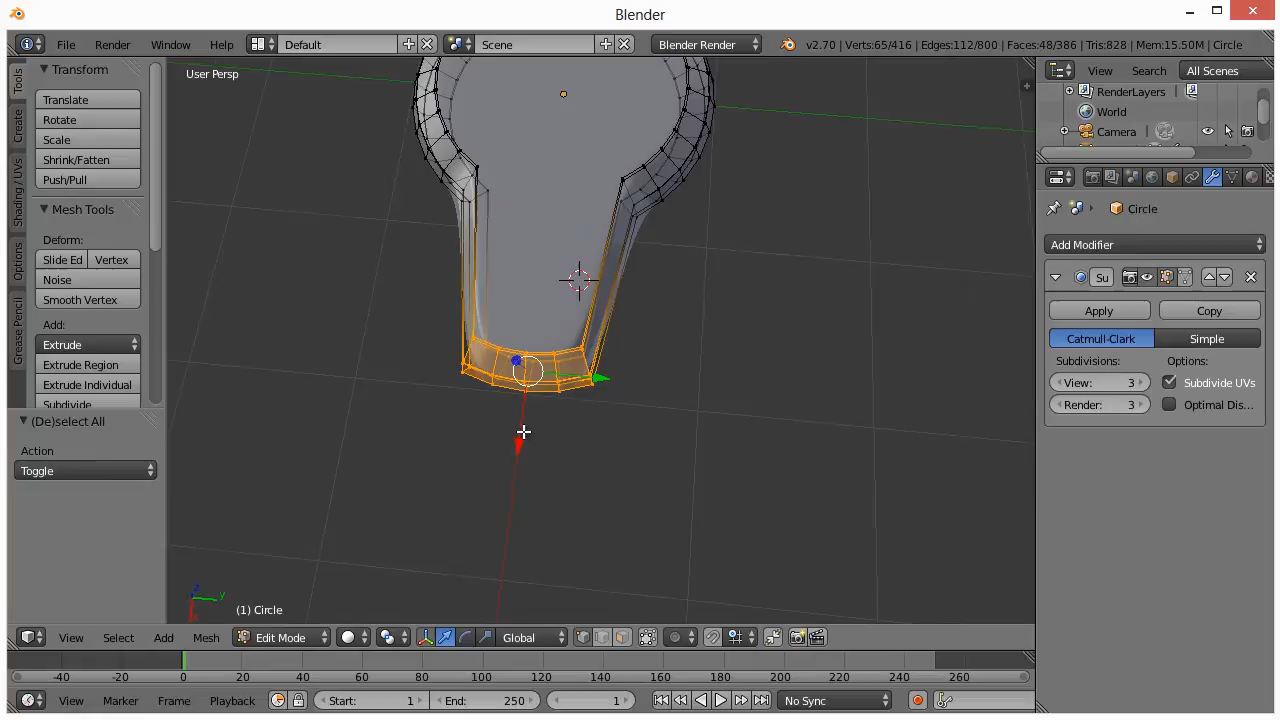 Blender
File Render Window Help Default Scene Blender Render v2.70 | Verts:65/416 | Edges:112/800 | Faces:48/386 | Tris:828 | Mem:15.50M | Circle
Tools
Create
Shading / UVs
Options
Grease Pencil
Transform
Translate
Rotate
Scale
Shrink/Fatten
Push/Pull
Mesh Tools
Deform:
Slide Ed Vertex
Noise
Smooth Vertex
Add:
Extrude
Extrude Region
Extrude Individual
Subdivide
(De)select All
Action
Toggle
User Persp
z y
x
(1) Circle
View Select Add Mesh Edit Mode Global
-40 -20 0 20 40 60 80 100 120 140 160 180 200 220 240 260
View Marker Frame Playback Start: 1 End: 250 1 No Sync
View Search All Scenes
RenderLayers
World
Camera
Circle
Add Modifier
Su
Apply Copy
Catmull-Clark Simple
Subdivisions: Options:
View: 3 Subdivide UVs
Render: 3 Optimal Dis...